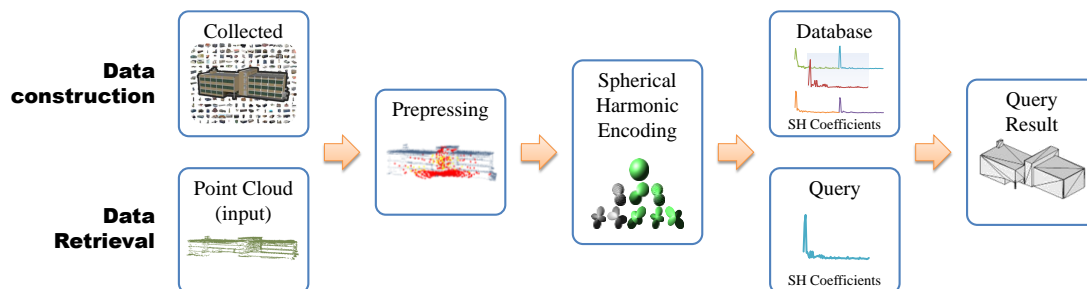 Data
construction
Collected
Prepressing
Spherical
Harmonic
Encoding
Database
SH Coefficients
Query
Result
Data
Retrieval
Point Cloud
(input)
Query
SH Coefficients